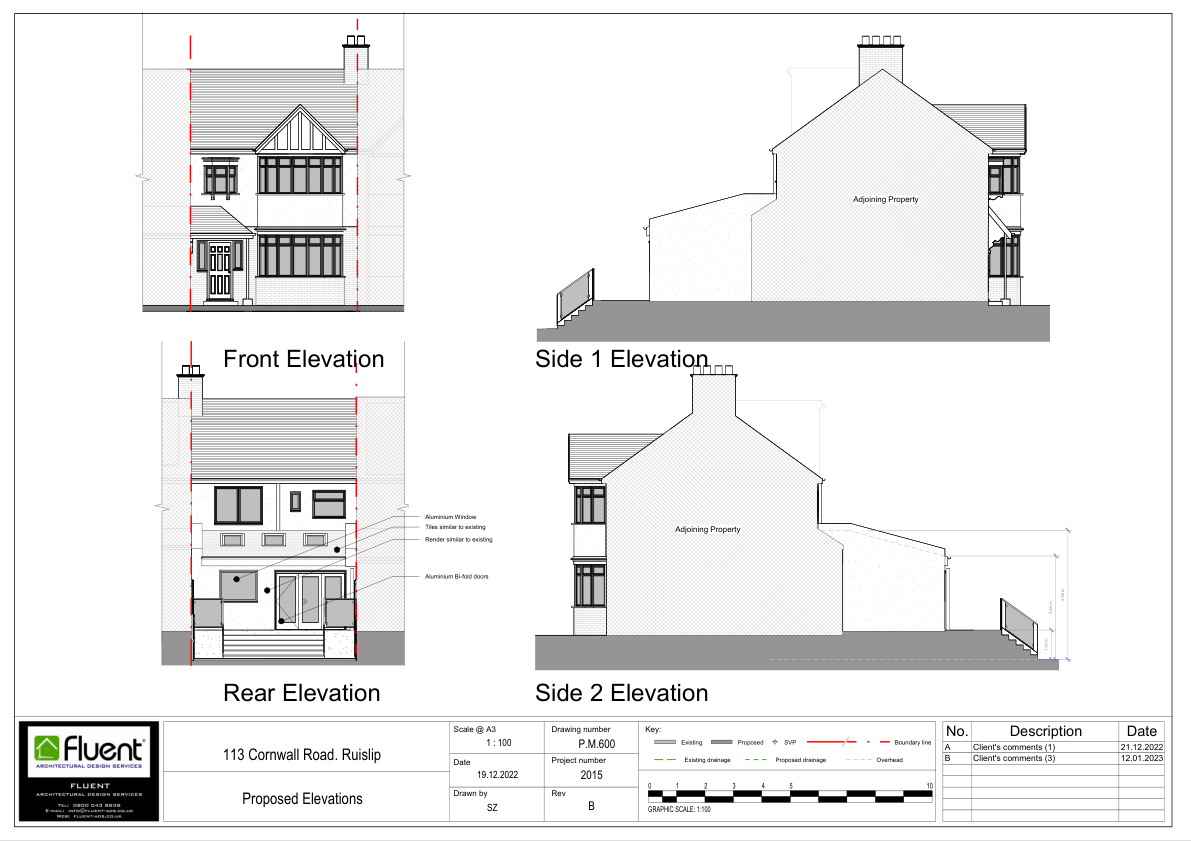 Adjoining Property
Front Elevation
Side 1 Elevation
Adjoining Property
Aluminium Window
Tiles similar to existing
Render similar to existing
Aluminium Bi-fold doors
Rear Elevation
Side 2 Elevation
fluent
ARCHITECTURAL DESIGN SERVICES
FLUENT
ARCHITECTURAL DESIGN SERVICES
Tel: 0800 043 8838
E-mail: info@fluent-ads.co.uk
Web: fluent-ads.co.uk
113 Cornwall Road. Ruislip
Proposed Elevations
Scale @ A3
1 : 100
Date
19.12.2022
Drawn by
SZ
Drawing number
P.M.600
Project number
2015
Rev
B
Key:
Existing Proposed SVP Boundary line
Existing drainage Proposed drainage Overhead
0 1 2 3 4 5 10
GRAPHIC SCALE: 1:100
No. Description Date
A Client's comments (1) 21.12.2022
B Client's comments (3) 12.01.2023